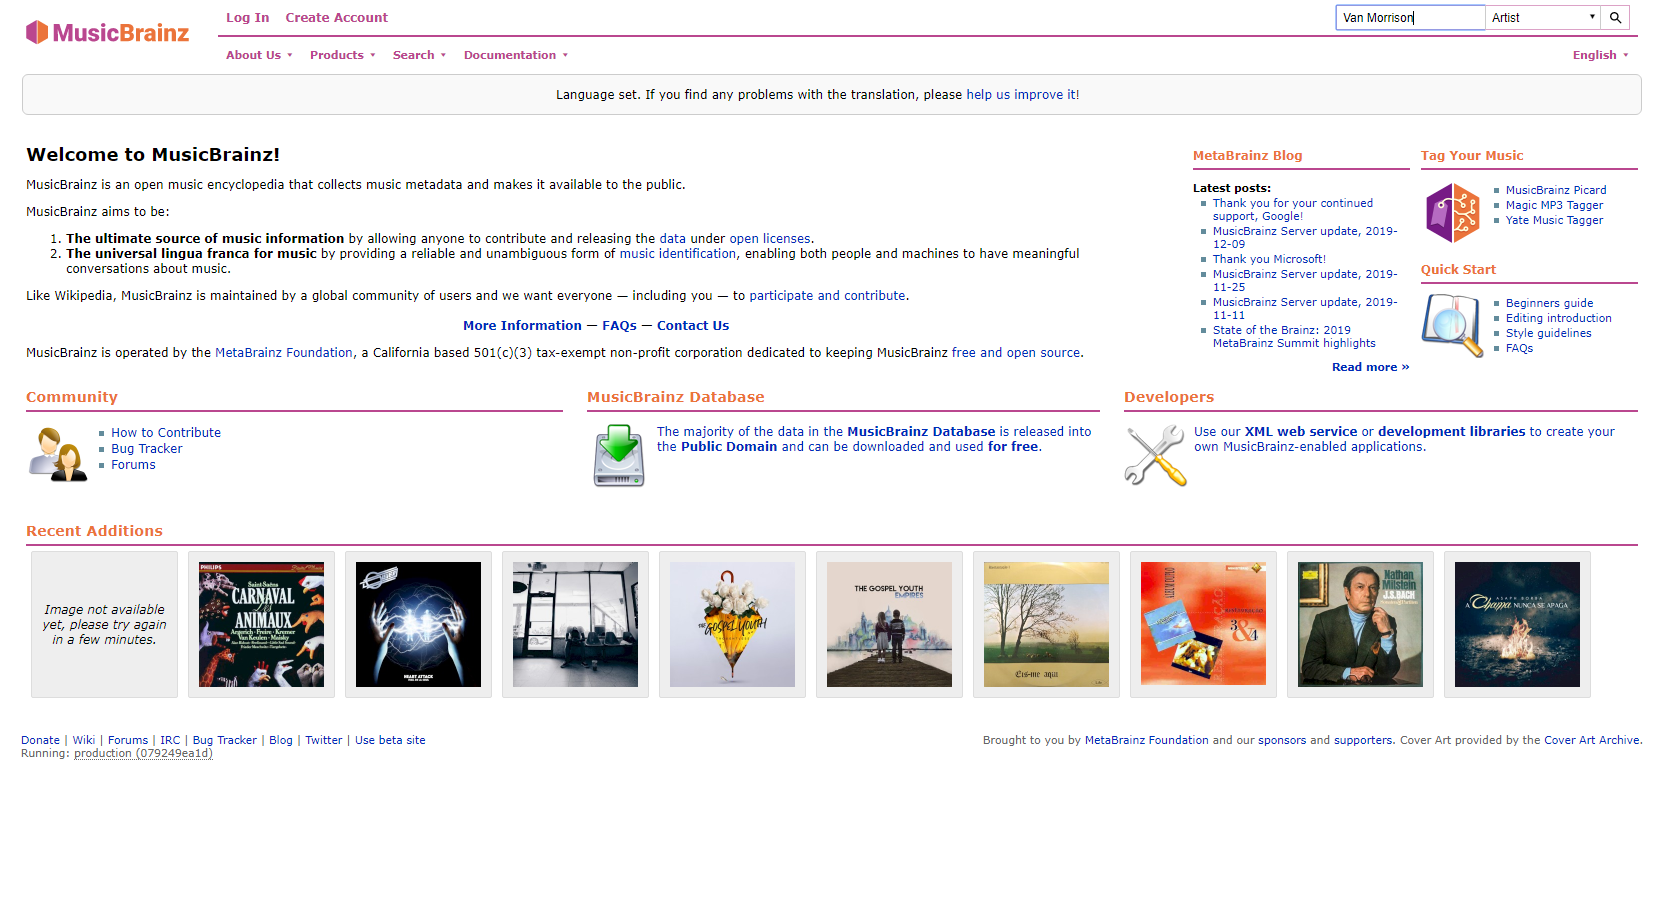 MusicBrainz
Log In Create Account
Van Morrison Artist
About Us Products Search Documentation English
Language set. If you find any problems with the translation, please help us improve it!
Welcome to MusicBrainz!
MusicBrainz is an open music encyclopedia that collects music metadata and makes it available to the public.
MusicBrainz aims to be:
1. The ultimate source of music information by allowing anyone to contribute and releasing the data under open licenses.
2. The universal lingua franca for music by providing a reliable and unambiguous form of music identification, enabling both people and machines to have meaningful
conversations about music.
Like Wikipedia, MusicBrainz is maintained by a global community of users and we want everyone — including you — to participate and contribute.
More Information — FAQs — Contact Us
MusicBrainz is operated by the MetaBrainz Foundation, a California based 501(c)(3) tax-exempt non-profit corporation dedicated to keeping MusicBrainz free and open source.
MetaBrainz Blog
Latest posts:
Thank you for your continued
support, Google!
MusicBrainz Server update, 2019-
12-09
Thank you Microsoft!
MusicBrainz Server update, 2019-
11-25
MusicBrainz Server update, 2019-
11-11
State of the Brainz: 2019
MetaBrainz Summit highlights
Read more »
Tag Your Music
MusicBrainz Picard
Magic MP3 Tagger
Yate Music Tagger
Quick Start
Beginners guide
Editing introduction
Style guidelines
FAQs
Community
How to Contribute
Bug Tracker
Forums
MusicBrainz Database
The majority of the data in the MusicBrainz Database is released into
the Public Domain and can be downloaded and used for free.
Developers
Use our XML web service or development libraries to create your
own MusicBrainz-enabled applications.
Recent Additions
Image not available
yet, please try again
in a few minutes.
PHILIPS
Saint-Saëns
CARNAVAL
Les
ANIMAUX
Argerich · Freire · Kremer
Van Keulen · Maisky
HEART ATTACK
THE GOSPEL YOUTH
THE GOSPEL YOUTH
EMPIRES
Eis-me aqui
3&4
Nathan
Milstein
J.S.BACH
ASAPH BORBA
A Chama NUNCA SE APAGA
Donate | Wiki | Forums | IRC | Bug Tracker | Blog | Twitter | Use beta site
Running: production (079249ea1d)
Brought to you by MetaBrainz Foundation and our sponsors and supporters. Cover Art provided by the Cover Art Archive.